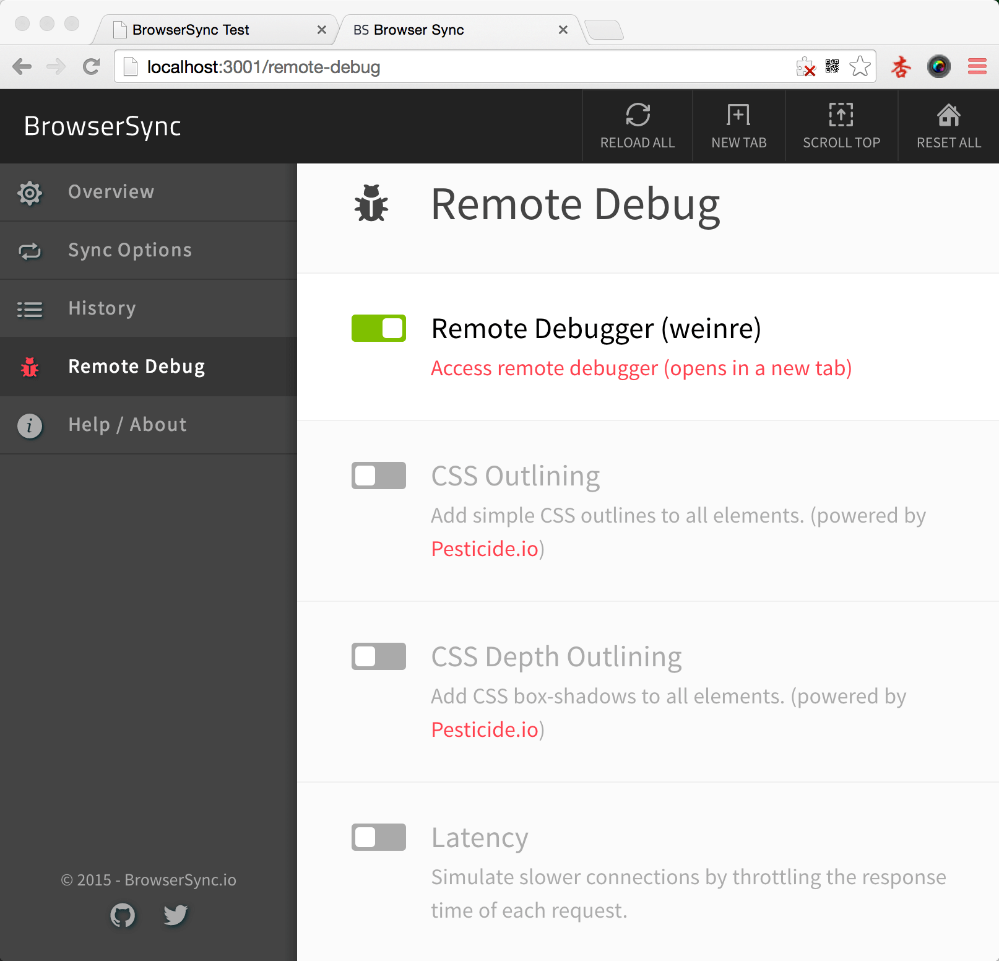 BrowserSync Test
BS Browser Sync
localhost:3001/remote-debug
杏
BrowserSync
RELOAD ALL
NEW TAB
SCROLL TOP
RESET ALL
Overview
Sync Options
History
Remote Debug
Help / About
© 2015 - BrowserSync.io
Remote Debug
Remote Debugger (weinre)
Access remote debugger (opens in a new tab)
CSS Outlining
Add simple CSS outlines to all elements. (powered by
Pesticide.io)
CSS Depth Outlining
Add CSS box-shadows to all elements. (powered by
Pesticide.io)
Latency
Simulate slower connections by throttling the response
time of each request.